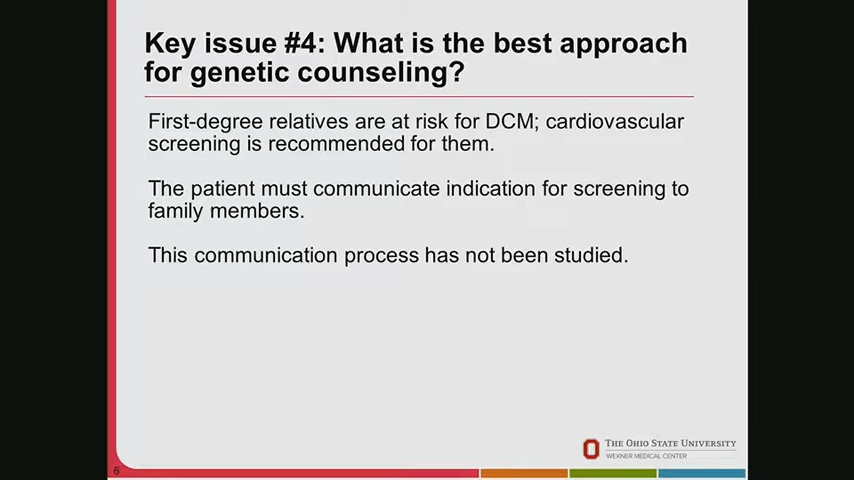 Key issue #4: What is the best approach
for genetic counseling?
First-degree relatives are at risk for DCM; cardiovascular
screening is recommended for them.
The patient must communicate indication for screening to
family members.
This communication process has not been studied.
THE OHIO STATE UNIVERSITY
WEXNER MEDICAL CENTER
6